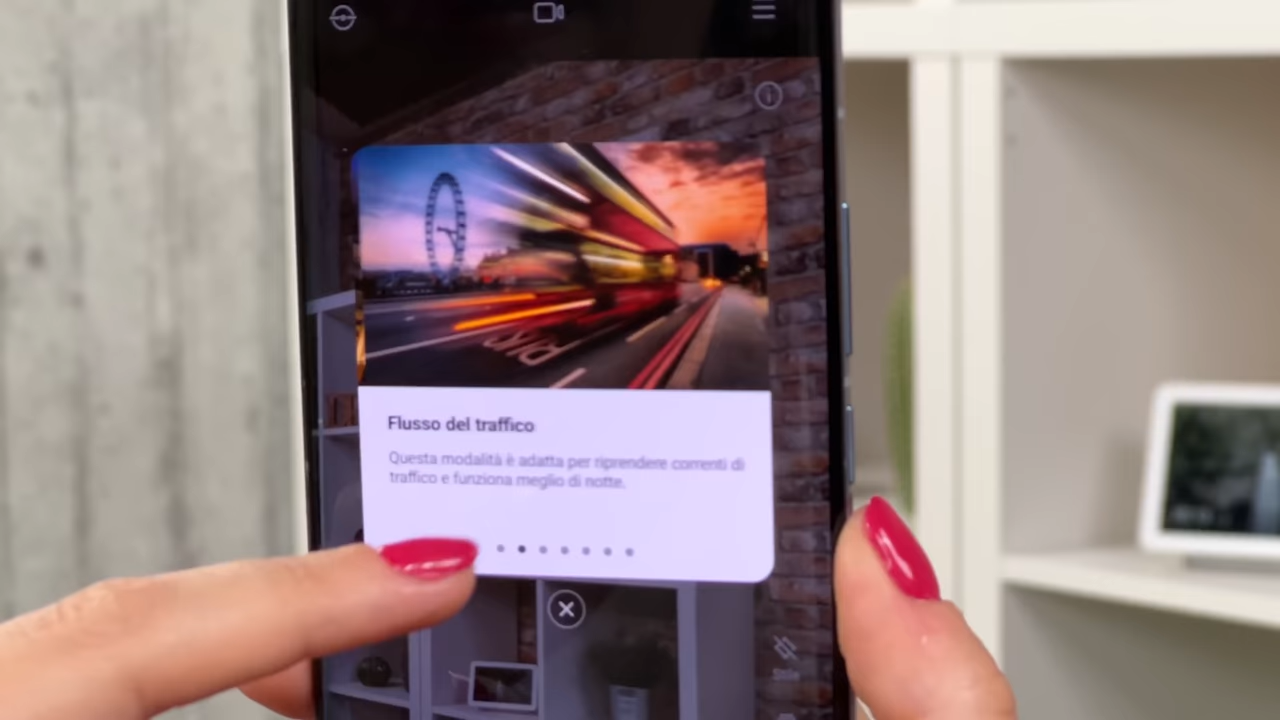 Flusso del traffico
Questa modalità è adatta per riprendere correnti di
traffico e funziona meglio di notte.